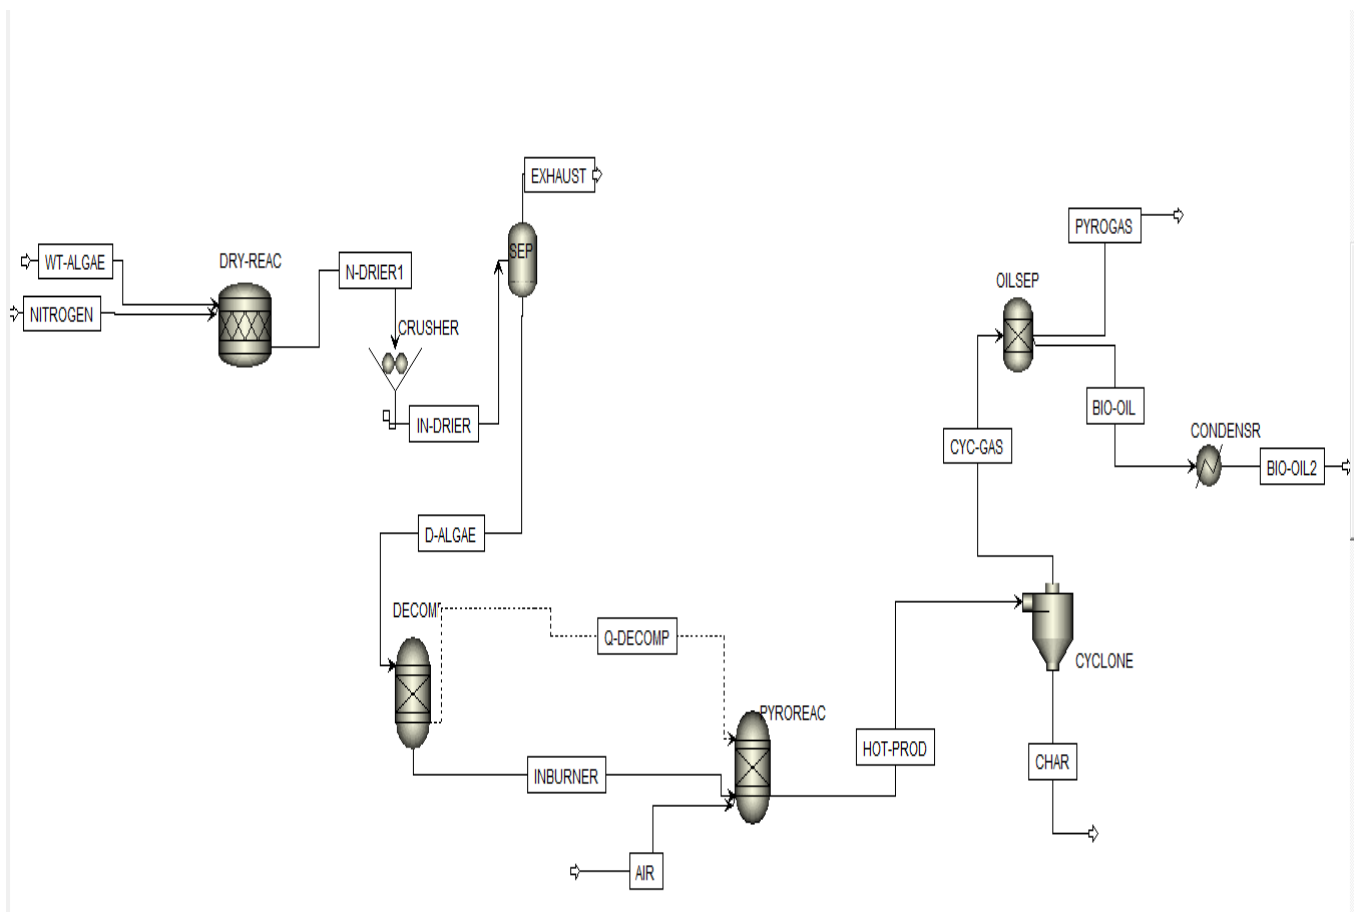 EXHAUST
PYROGAS
WT-ALGAE
DRY-REAC
N-DRIER1
SEP
OILSEP
NITROGEN
CRUSHER
BIO-OIL
IN-DRIER
CONDENSR
CYC-GAS
BIO-OIL2
D-ALGAE
DECOMP
Q-DECOMP
CYCLONE
PYROREAC
HOT-PROD
CHAR
INBURNER
AIR